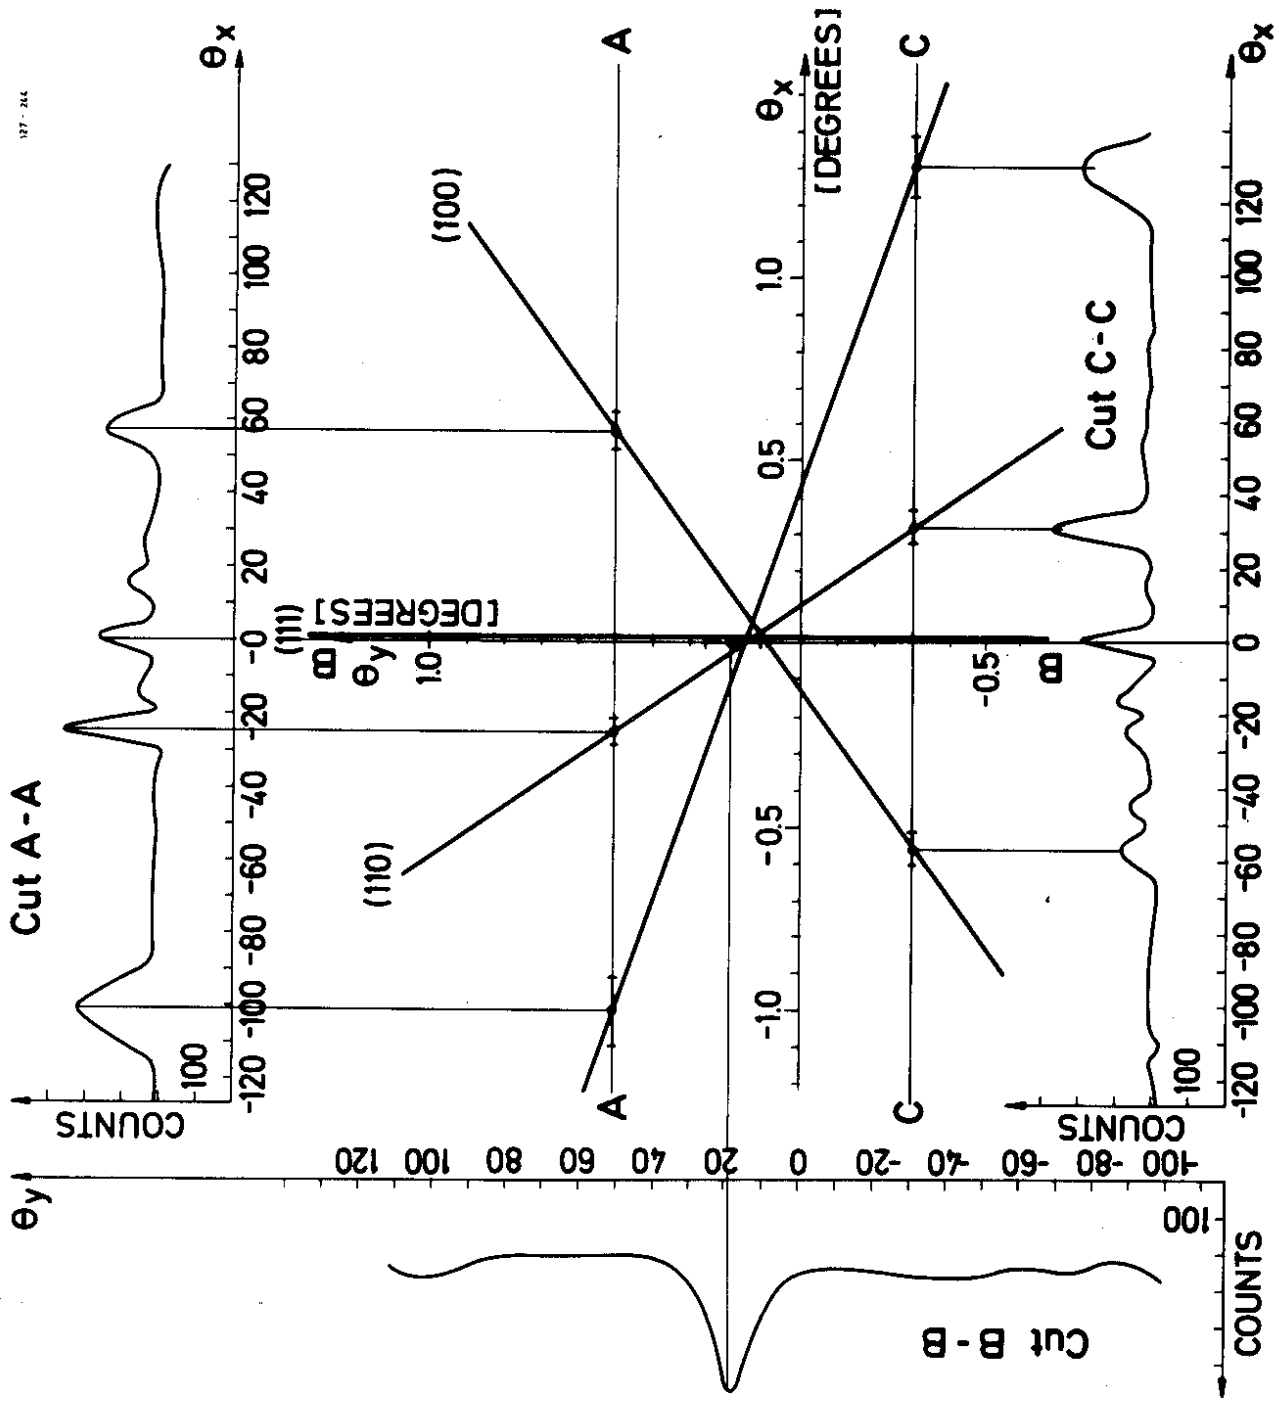 Cut A-A
127-244
θy
COUNTS
100
θx
-120 -100 -80 -60 -40 -20 -0 20 40 60 80 100 120
(111)
[DEGREES]
B
θy
1.0
(110)
(100)
120
100
80
60
40
20
0
-20
-40
-60
-80
-100
A
A
-1.0 -0.5 0.5 1.0
θx
[DEGREES]
C
C
-0.5
B
Cut B-B
Cut C-C
COUNTS
100
100
COUNTS
-120 -100 -80 -60 -40 -20 0 20 40 60 80 100 120
θx